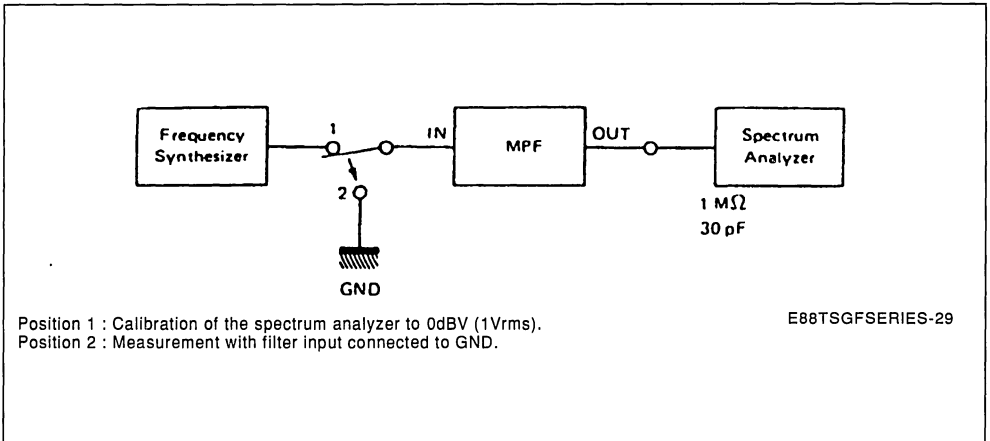 Frequency
Synthesizer
1
2
IN
MPF
OUT
Spectrum
Analyzer
1 MΩ
30 pF
GND
Position 1 : Calibration of the spectrum analyzer to 0dBV (1Vrms).
Position 2 : Measurement with filter input connected to GND.
E88TSGFSERIES-29